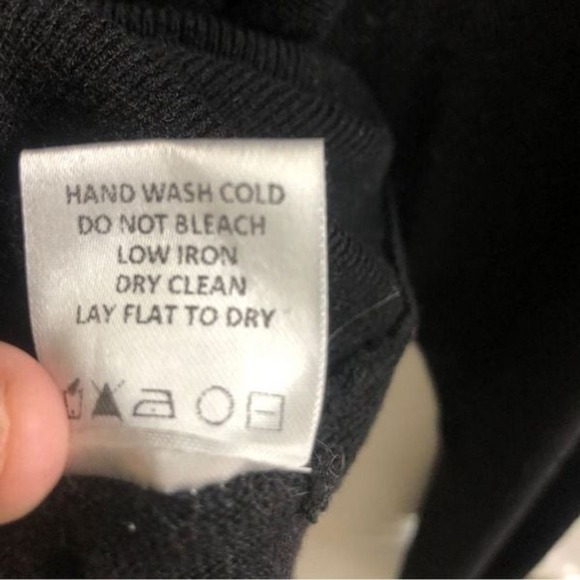 HAND WASH COLD
DO NOT BLEACH
LOW IRON
DRY CLEAN
LAY FLAT TO DRY